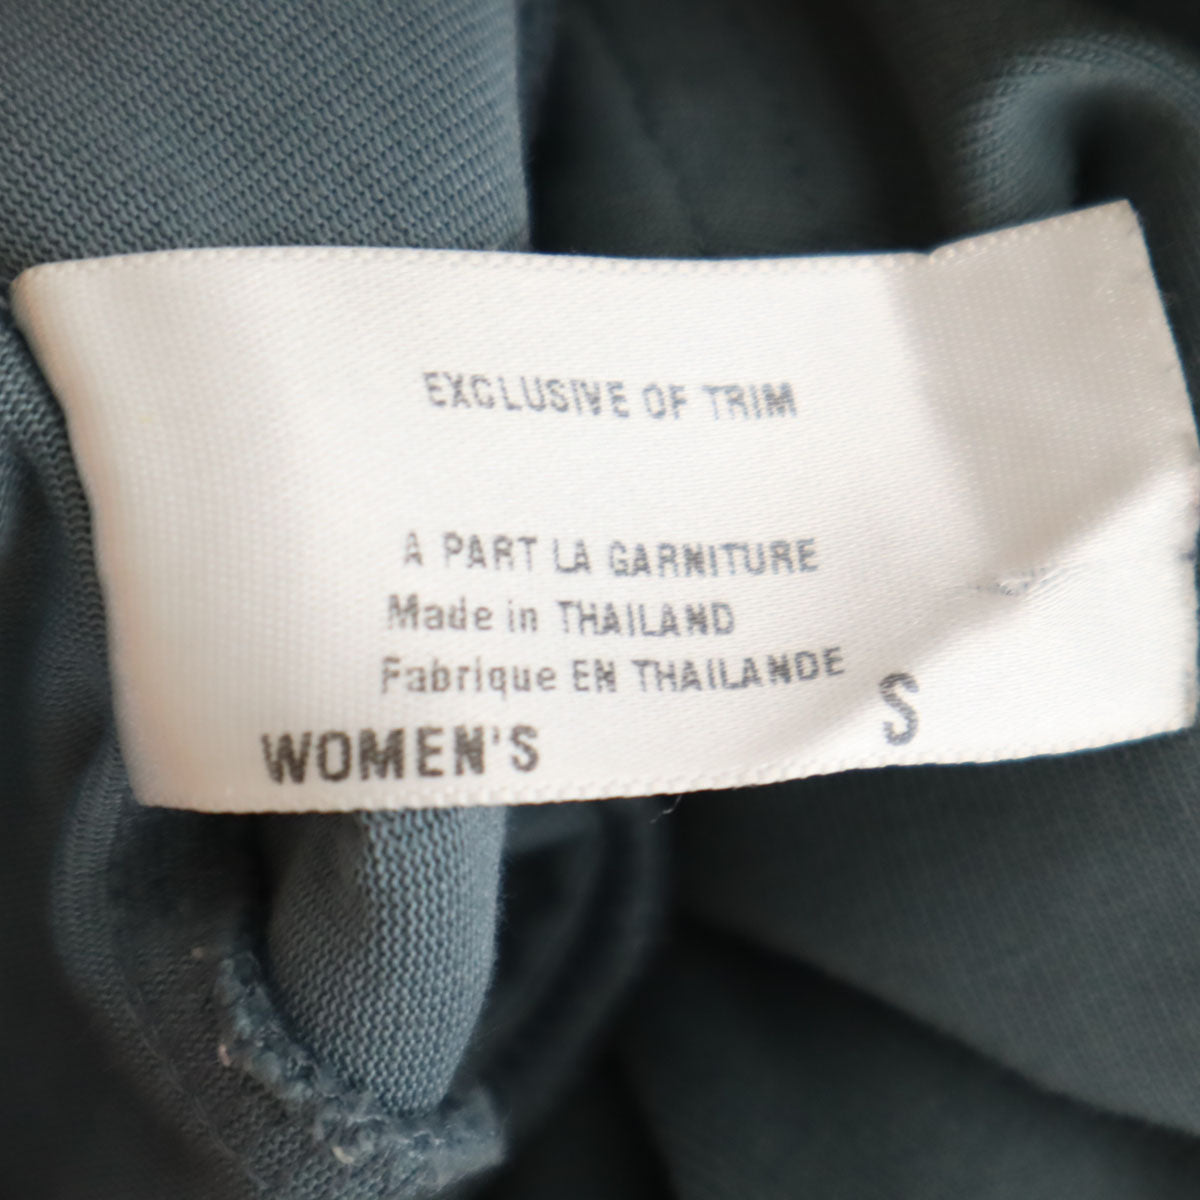 EXCLUSIVE OF TRIM
A PART LA GARNITURE
Made in THAILAND
Fabrique EN THAILANDE
WOMEN'S S